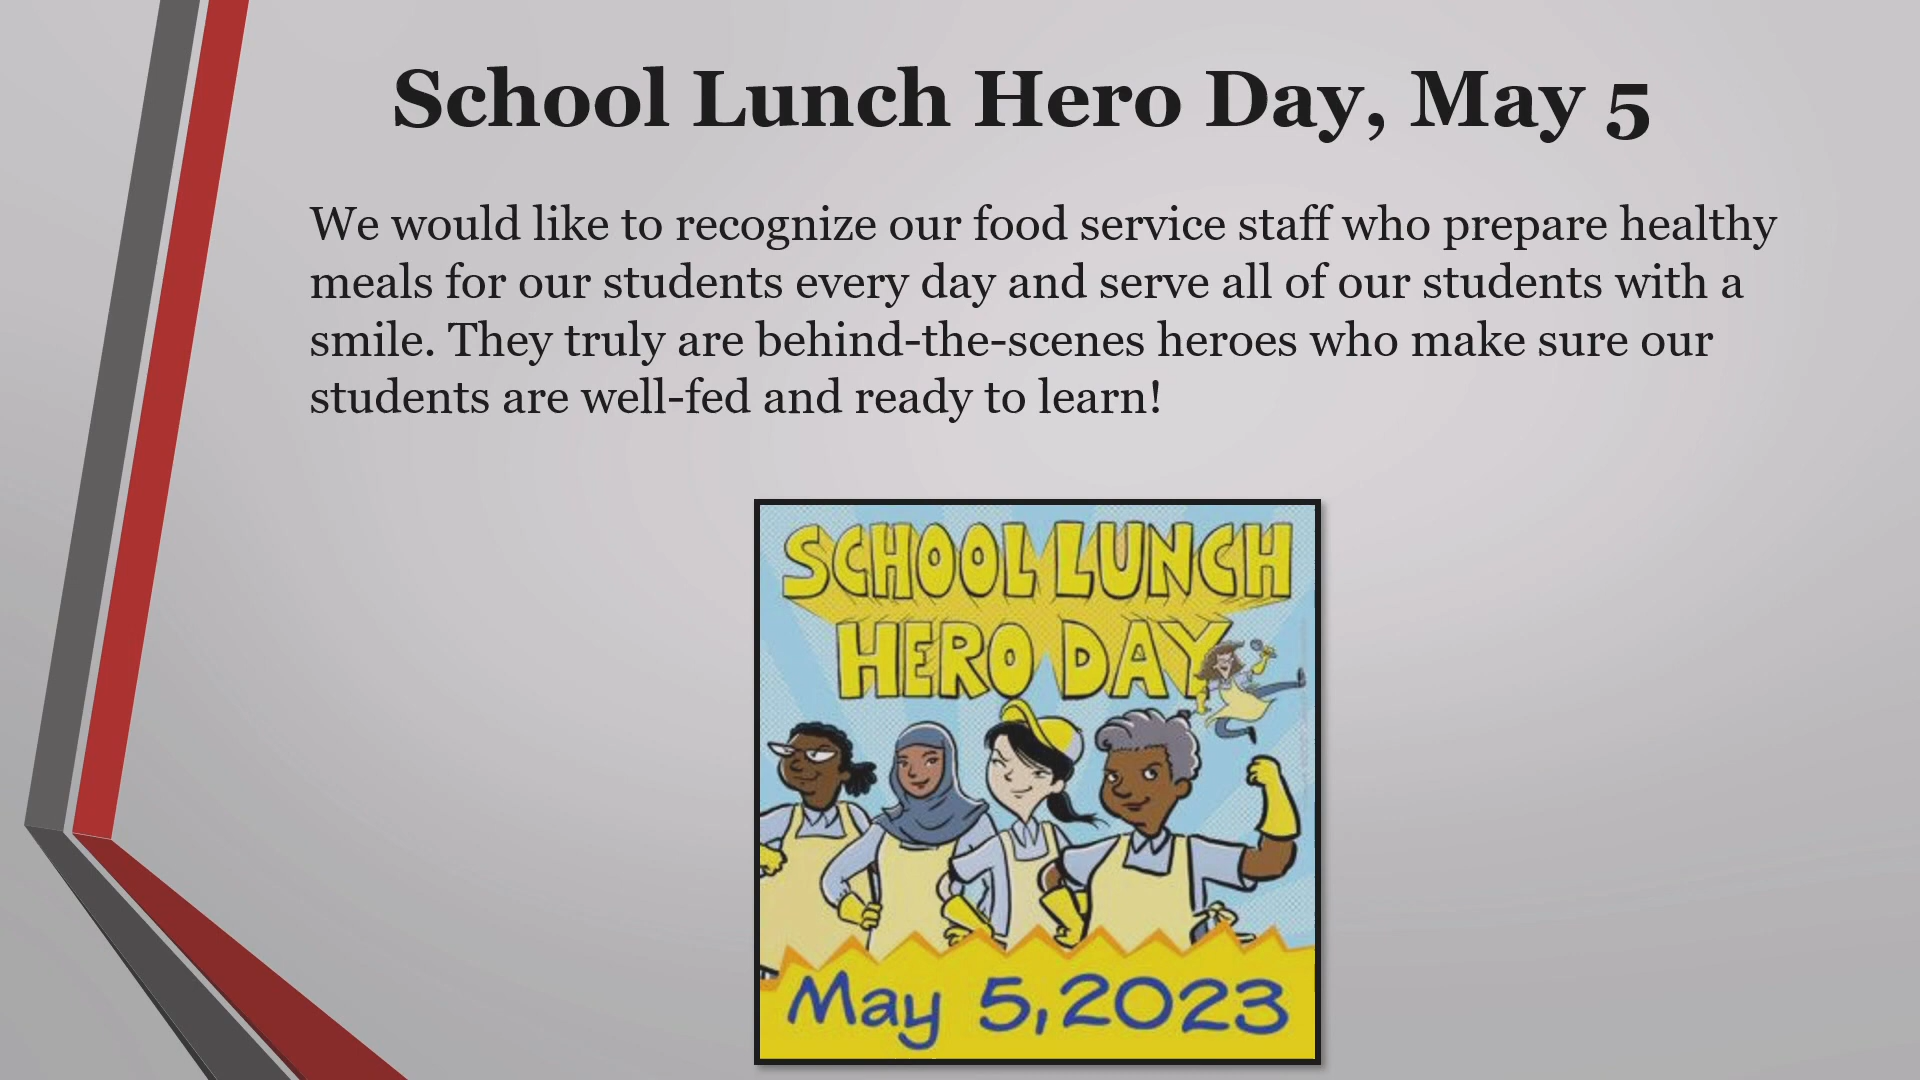 School Lunch Hero Day, May 5
We would like to recognize our food service staff who prepare healthy
meals for our students every day and serve all of our students with a
smile. They truly are behind-the-scenes heroes who make sure our
students are well-fed and ready to learn!
SCHOOL LUNCH
HERO DAY
May 5, 2023